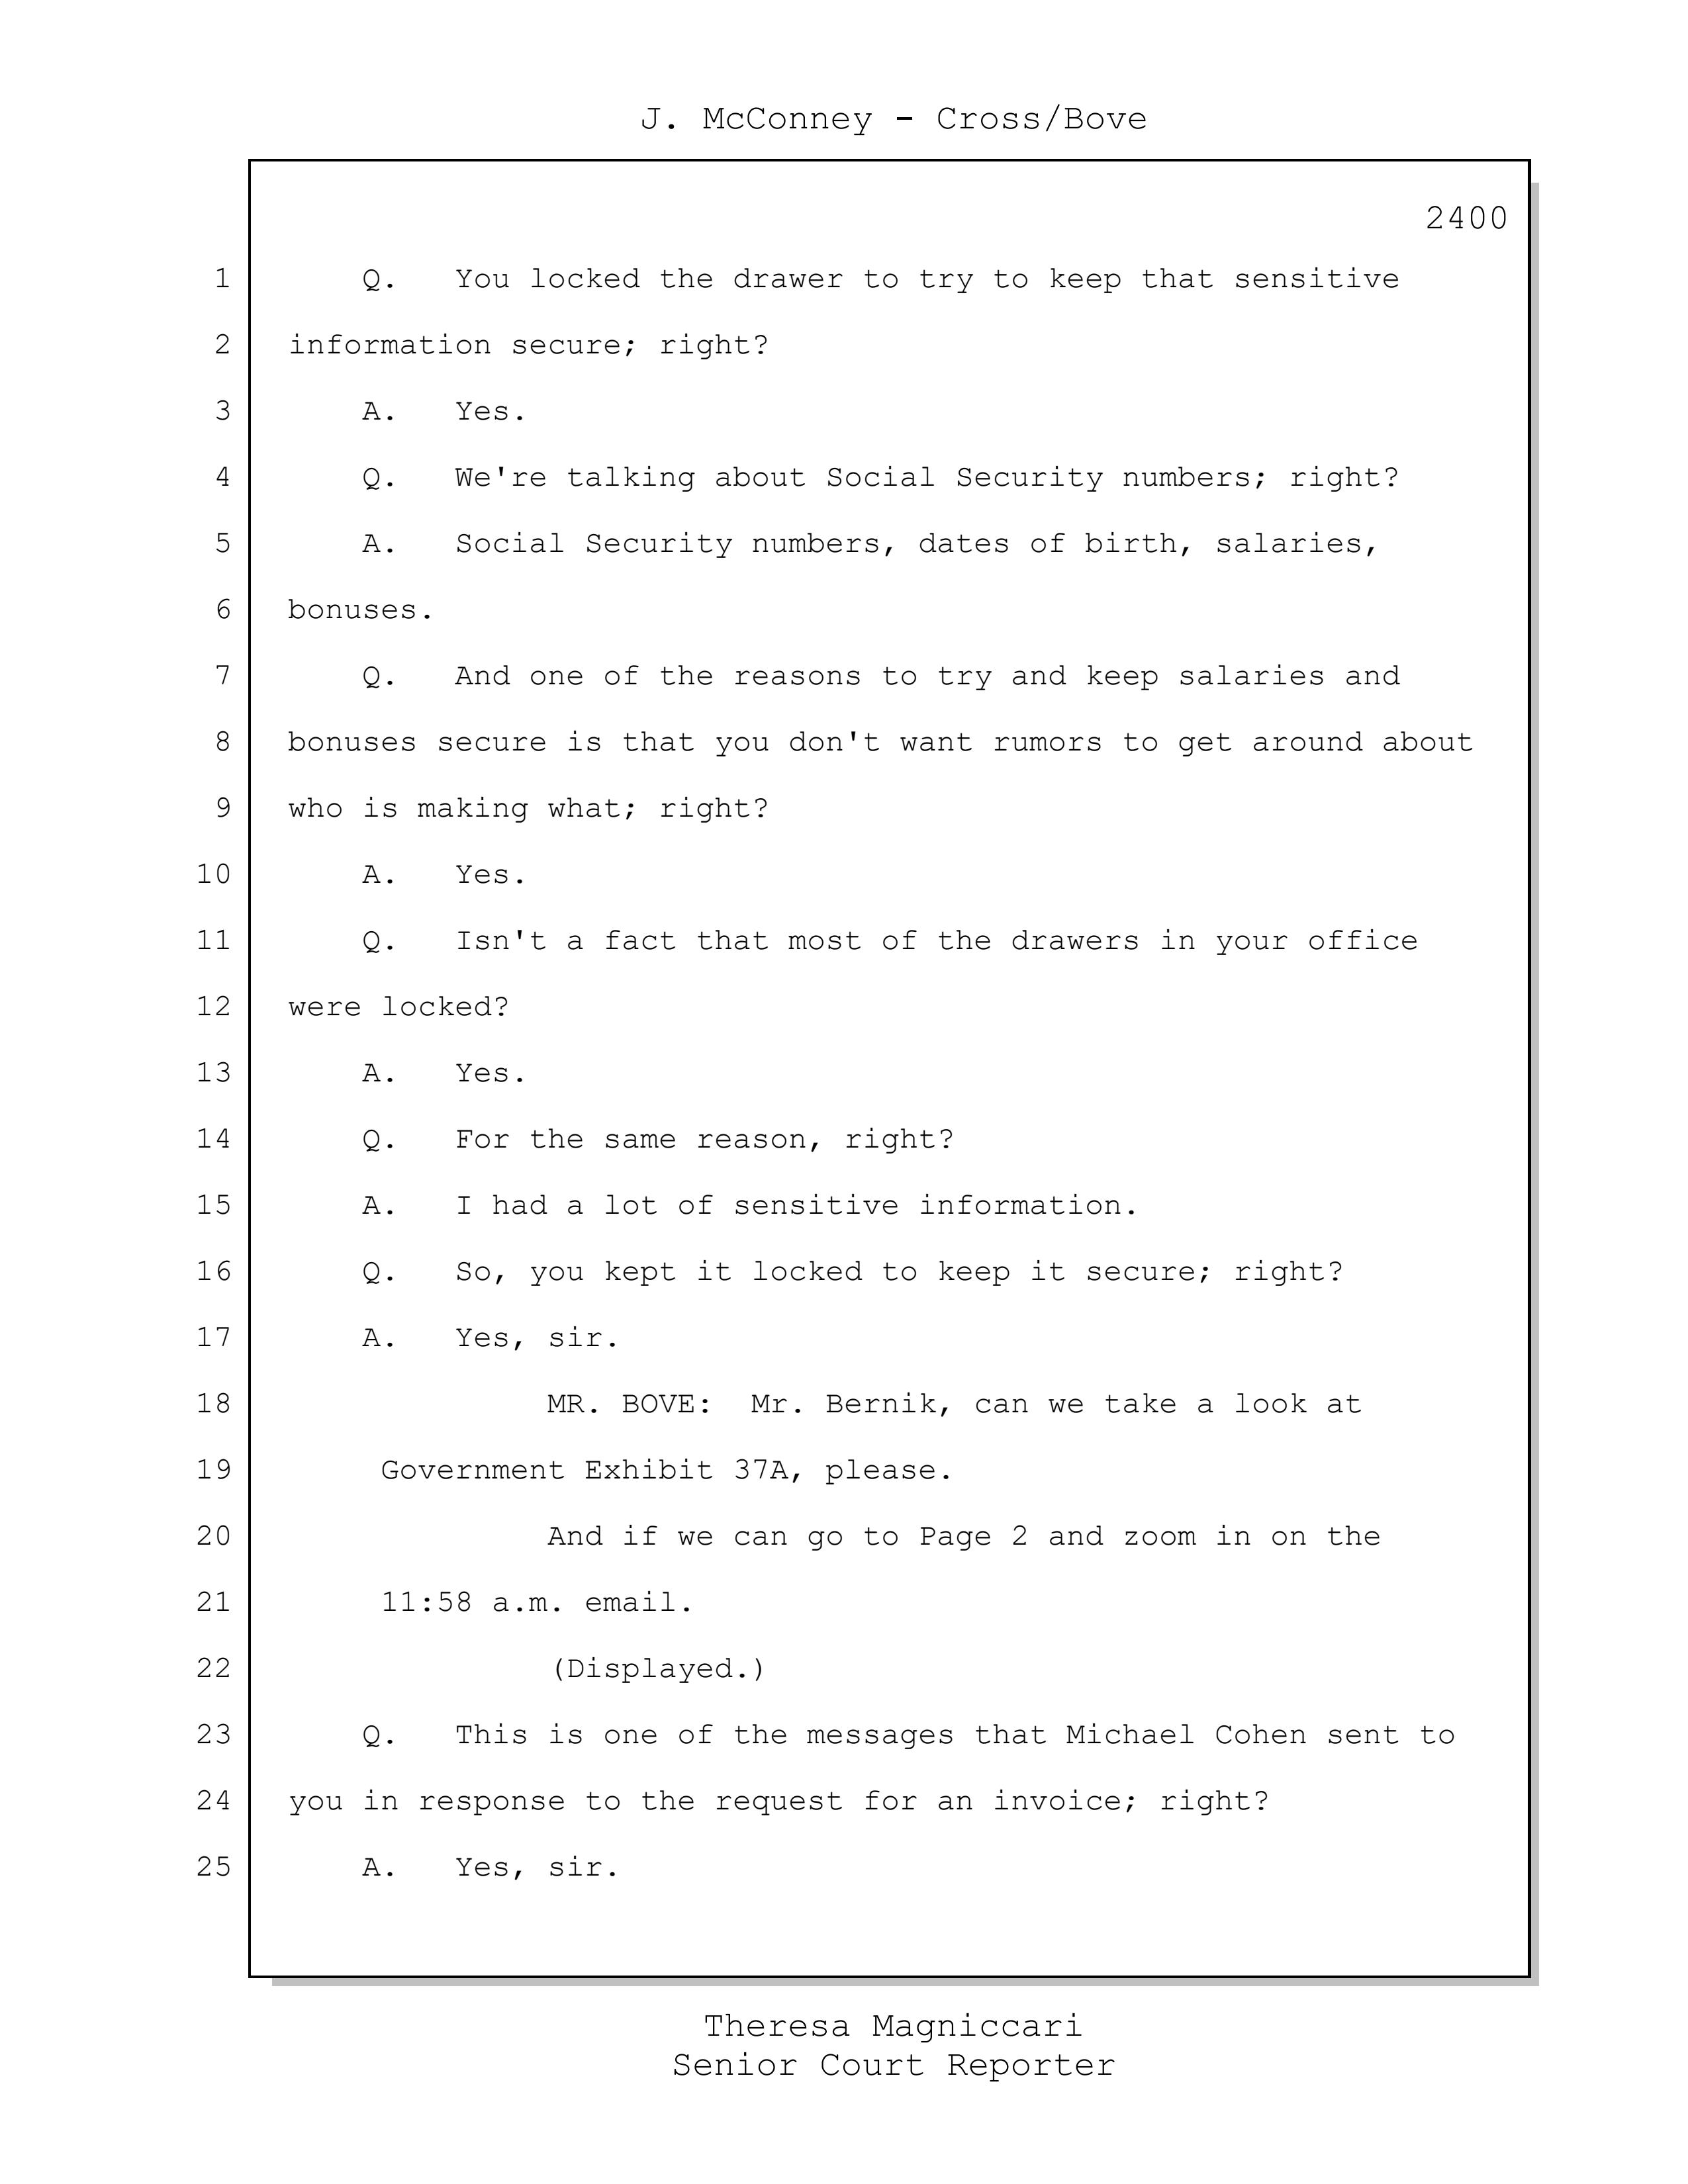 J. McConney - Cross/Bove
2400
1 Q. You locked the drawer to try to keep that sensitive
2 information secure; right?
3 A. Yes.
4 Q. We're talking about Social Security numbers; right?
5 A. Social Security numbers, dates of birth, salaries,
6 bonuses.
7 Q. And one of the reasons to try and keep salaries and
8 bonuses secure is that you don't want rumors to get around about
9 who is making what; right?
10 A. Yes.
11 Q. Isn't a fact that most of the drawers in your office
12 were locked?
13 A. Yes.
14 Q. For the same reason, right?
15 A. I had a lot of sensitive information.
16 Q. So, you kept it locked to keep it secure; right?
17 A. Yes, sir.
18 MR. BOVE: Mr. Bernik, can we take a look at
19 Government Exhibit 37A, please.
20 And if we can go to Page 2 and zoom in on the
21 11:58 a.m. email.
22 (Displayed.)
23 Q. This is one of the messages that Michael Cohen sent to
24 you in response to the request for an invoice; right?
25 A. Yes, sir.
Theresa Magniccari
Senior Court Reporter